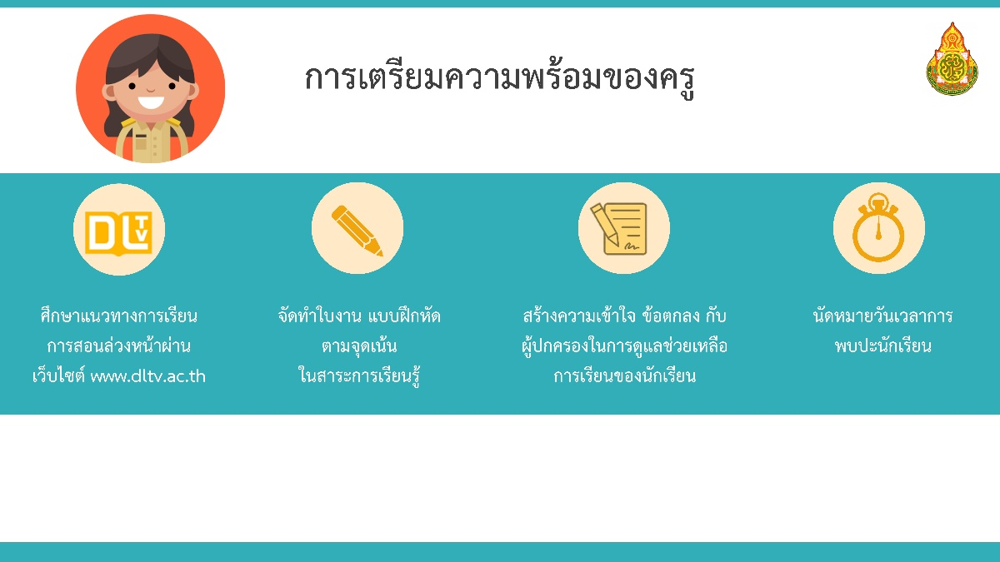 การเตรียมความพร้อมของครู
DLTV
ศึกษาแนวทางการเรียน
การสอนล่วงหน้าผ่าน
เว็บไซต์ www.dltv.ac.th
จัดทำใบงาน แบบฝึกหัด
ตามจุดเน้น
ในสาระการเรียนรู้
สร้างความเข้าใจ ข้อตกลง กับ
ผู้ปกครองในการดูแลช่วยเหลือ
การเรียนของนักเรียน
นัดหมายวันเวลาการ
พบปะนักเรียน